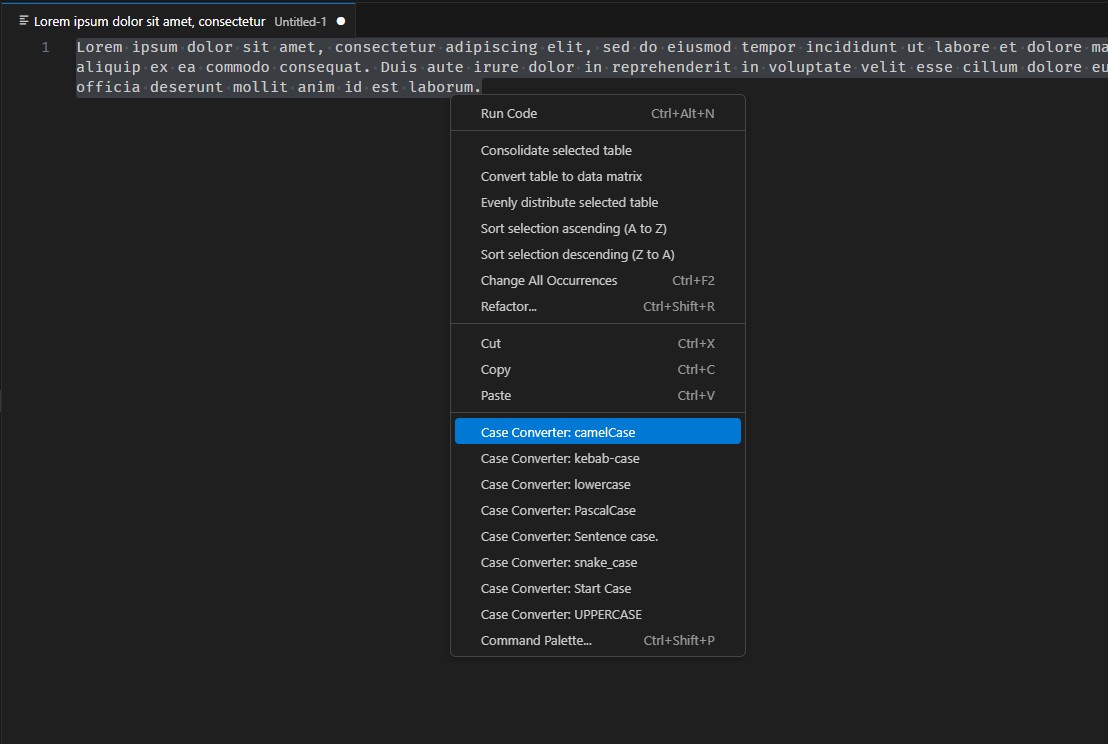 Lorem ipsum dolor sit amet, consectetur Untitled-1
1 Lorem ipsum dolor sit amet, consectetur adipiscing elit, sed do eiusmod tempor incididunt ut labore et dolore ma
aliquip ex ea commodo consequat. Duis aute irure dolor in reprehenderit in voluptate velit esse cillum dolore eu
officia deserunt mollit anim id est laborum.
Run Code Ctrl+Alt+N
Consolidate selected table
Convert table to data matrix
Evenly distribute selected table
Sort selection ascending (A to Z)
Sort selection descending (Z to A)
Change All Occurrences Ctrl+F2
Refactor... Ctrl+Shift+R
Cut Ctrl+X
Copy Ctrl+C
Paste Ctrl+V
Case Converter: camelCase
Case Converter: kebab-case
Case Converter: lowercase
Case Converter: PascalCase
Case Converter: Sentence case.
Case Converter: snake_case
Case Converter: Start Case
Case Converter: UPPERCASE
Command Palette... Ctrl+Shift+P